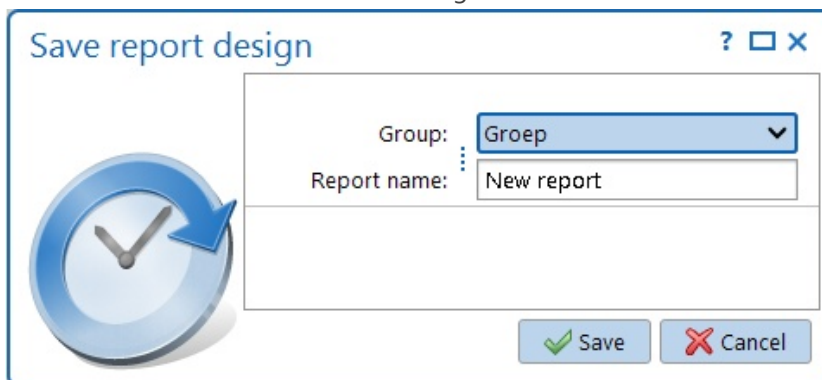 Save report design
?
Group: Groep
Report name: New report
Save Cancel